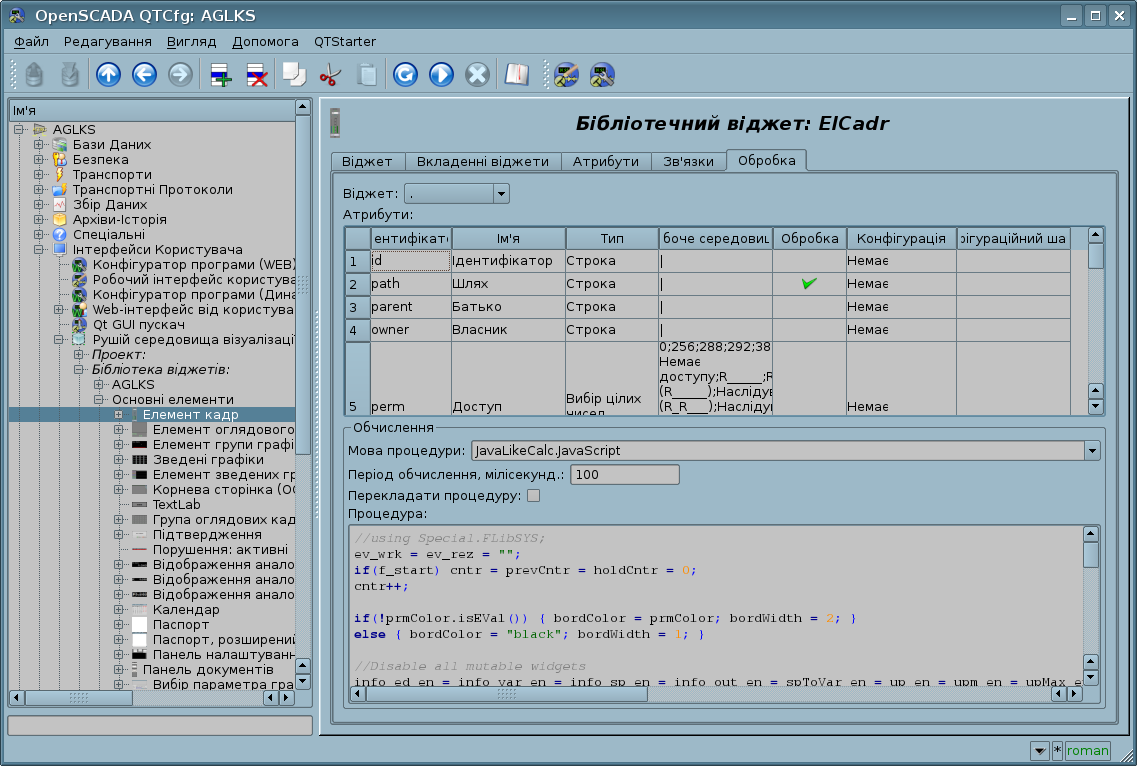 OpenSCADA QTCfg: AGLKS
Файл Редагування Вигляд Допомога QTStarter
Ім'я
AGLKS
Бази Даних
Безпека
Транспорти
Транспортні Протоколи
Збір Даних
Архіви-Історія
Спеціальні
Інтерфейси Користувача
Конфігуратор програми (WEB)
Робочий інтерфейс користува
Конфігуратор програми (Дина
Web-інтерфейс від користува
Qt GUI пускач
Рушій середовища візуалізаці
Проект:
Бібліотека віджетів:
AGLKS
Основні елементи
Елемент кадр
Елемент оглядового
Елемент групи графі
Зведені графіки
Елемент зведених гр
Корнева сторінка (ОС
TextLab
Група оглядових кад
Підтвердження
Порушення: активні
Відображення анало
Відображення анало
Відображення анало
Календар
Паспорт
Паспорт, розширений
Панель налаштуванн
Панель документів
Вибір параметра гра
Бібліотечний віджет: ElCadr
Віджет Вкладенні віджети Атрибути Зв'язки Обробка
Віджет: .
Атрибути:
ентифікато Ім'я Тип боче середовищ Обробка Конфігурація рігураційний ша
1 id Ідентифікатор Строка | Немає
2 path Шлях Строка | Немає
3 parent Батько Строка | Немає
4 owner Власник Строка | Немає
5 perm Доступ Вибір цілих чисел 0;256;288;292;38 Немає доступу;R_____;R (R_____);Наслідув (R_R___);Наслідув Немає
Обчислення
Мова процедури: JavaLikeCalc.JavaScript
Період обчислення, мілісекунд.: 100
Перекладати процедуру:
Процедура:
//using Special.FLibSYS;
ev_wrk = ev_rez = "";
if(f_start) cntr = prevCntr = holdCntr = 0;
cntr++;
if(!prmColor.isEVal()) { bordColor = prmColor; bordWidth = 2; }
else { bordColor = "black"; bordWidth = 1; }
//Disable all mutable widgets
info_ed_en = info_var_en = info_sp_en = info_out_en = spToVar_en = up_en = upm_en = upMax_e
* roman